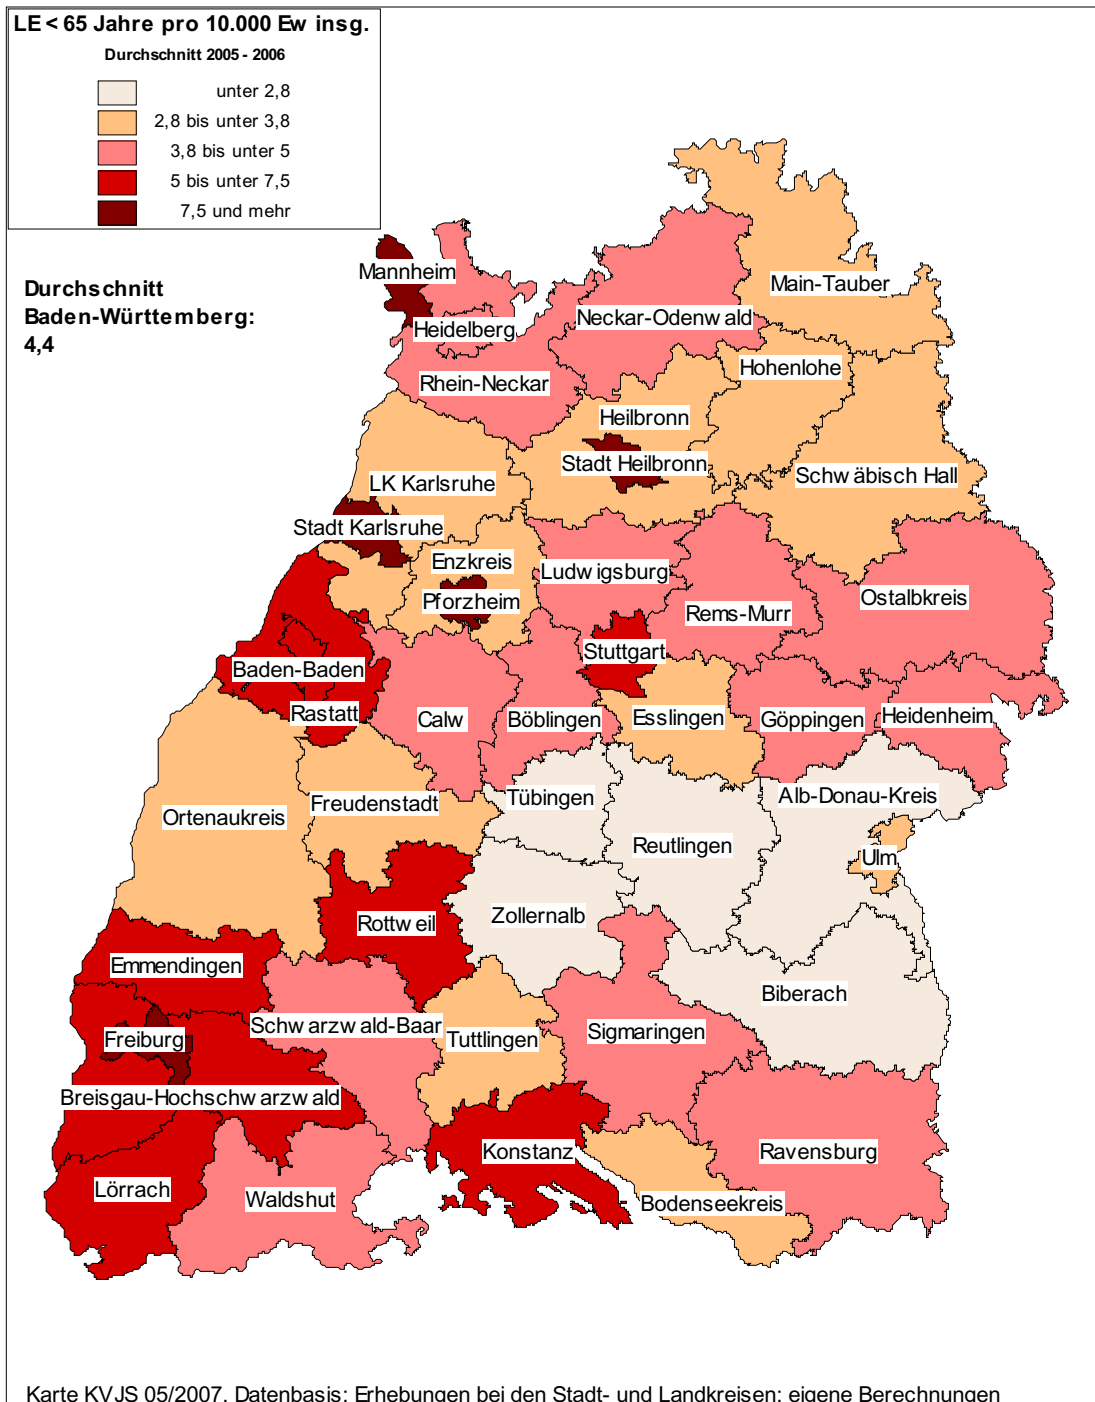 LE < 65 Jahre pro 10.000 Ew insg.
Durchschnitt 2005 - 2006
unter 2,8
2,8 bis unter 3,8
3,8 bis unter 5
5 bis unter 7,5
7,5 und mehr
Durchschnitt
Baden-Württemberg:
4,4
Mannheim
Main-Tauber
Neckar-Odenwald
Heidelberg
Hohenlohe
Rhein-Neckar
Heilbronn
Stadt Heilbronn
Schwäbisch Hall
LK Karlsruhe
Stadt Karlsruhe
Enzkreis
Ludwigsburg
Ostalbkreis
Pforzheim
Rems-Murr
Stuttgart
Baden-Baden
Rastatt
Calw
Böblingen
Esslingen
Göppingen
Heidenheim
Tübingen
Alb-Donau-Kreis
Freudenstadt
Ortenaukreis
Reutlingen
Ulm
Rottweil
Zollernalb
Emmendingen
Biberach
Schwarzwald-Baar
Sigmaringen
Freiburg
Tuttlingen
Breisgau-Hochschwarzwald
Konstanz
Ravensburg
Lörrach
Waldshut
Bodenseekreis
Karte KVJS 05/2007. Datenbasis: Erhebungen bei den Stadt- und Landkreisen; eigene Berechnungen